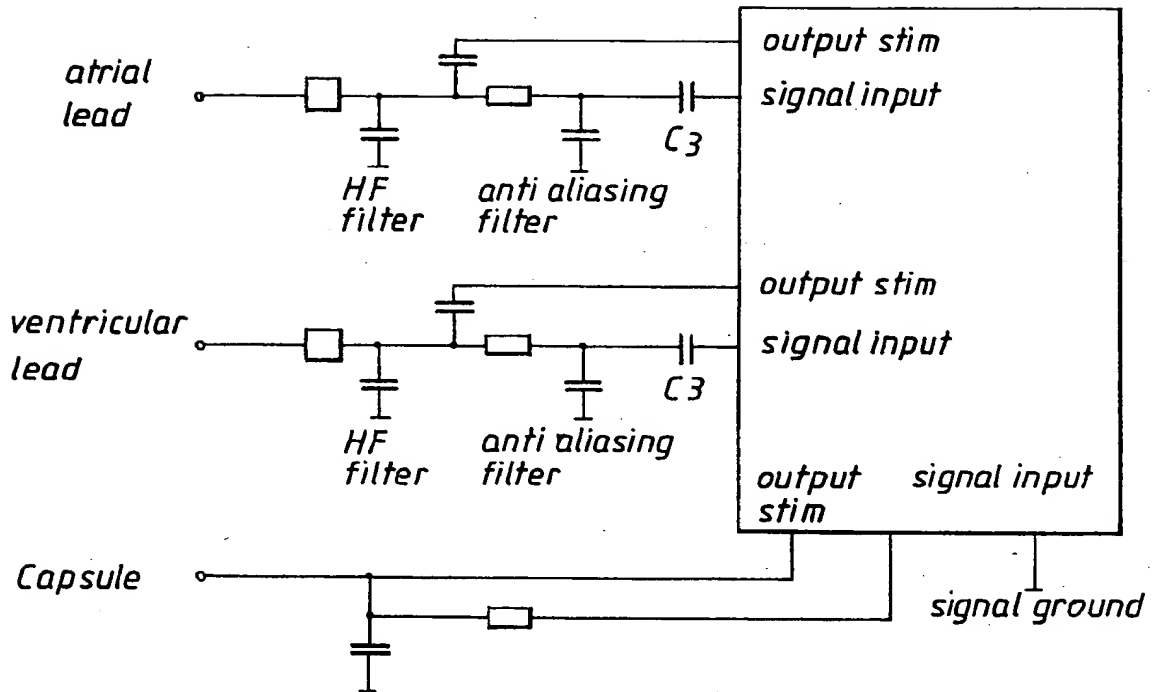 output stim
atrial
lead
signal input
C3
HF
filter
anti aliasing
filter
output stim
ventricular
lead
signal input
C3
HF
filter
anti aliasing
filter
output
stim
signal input
Capsule
signal ground